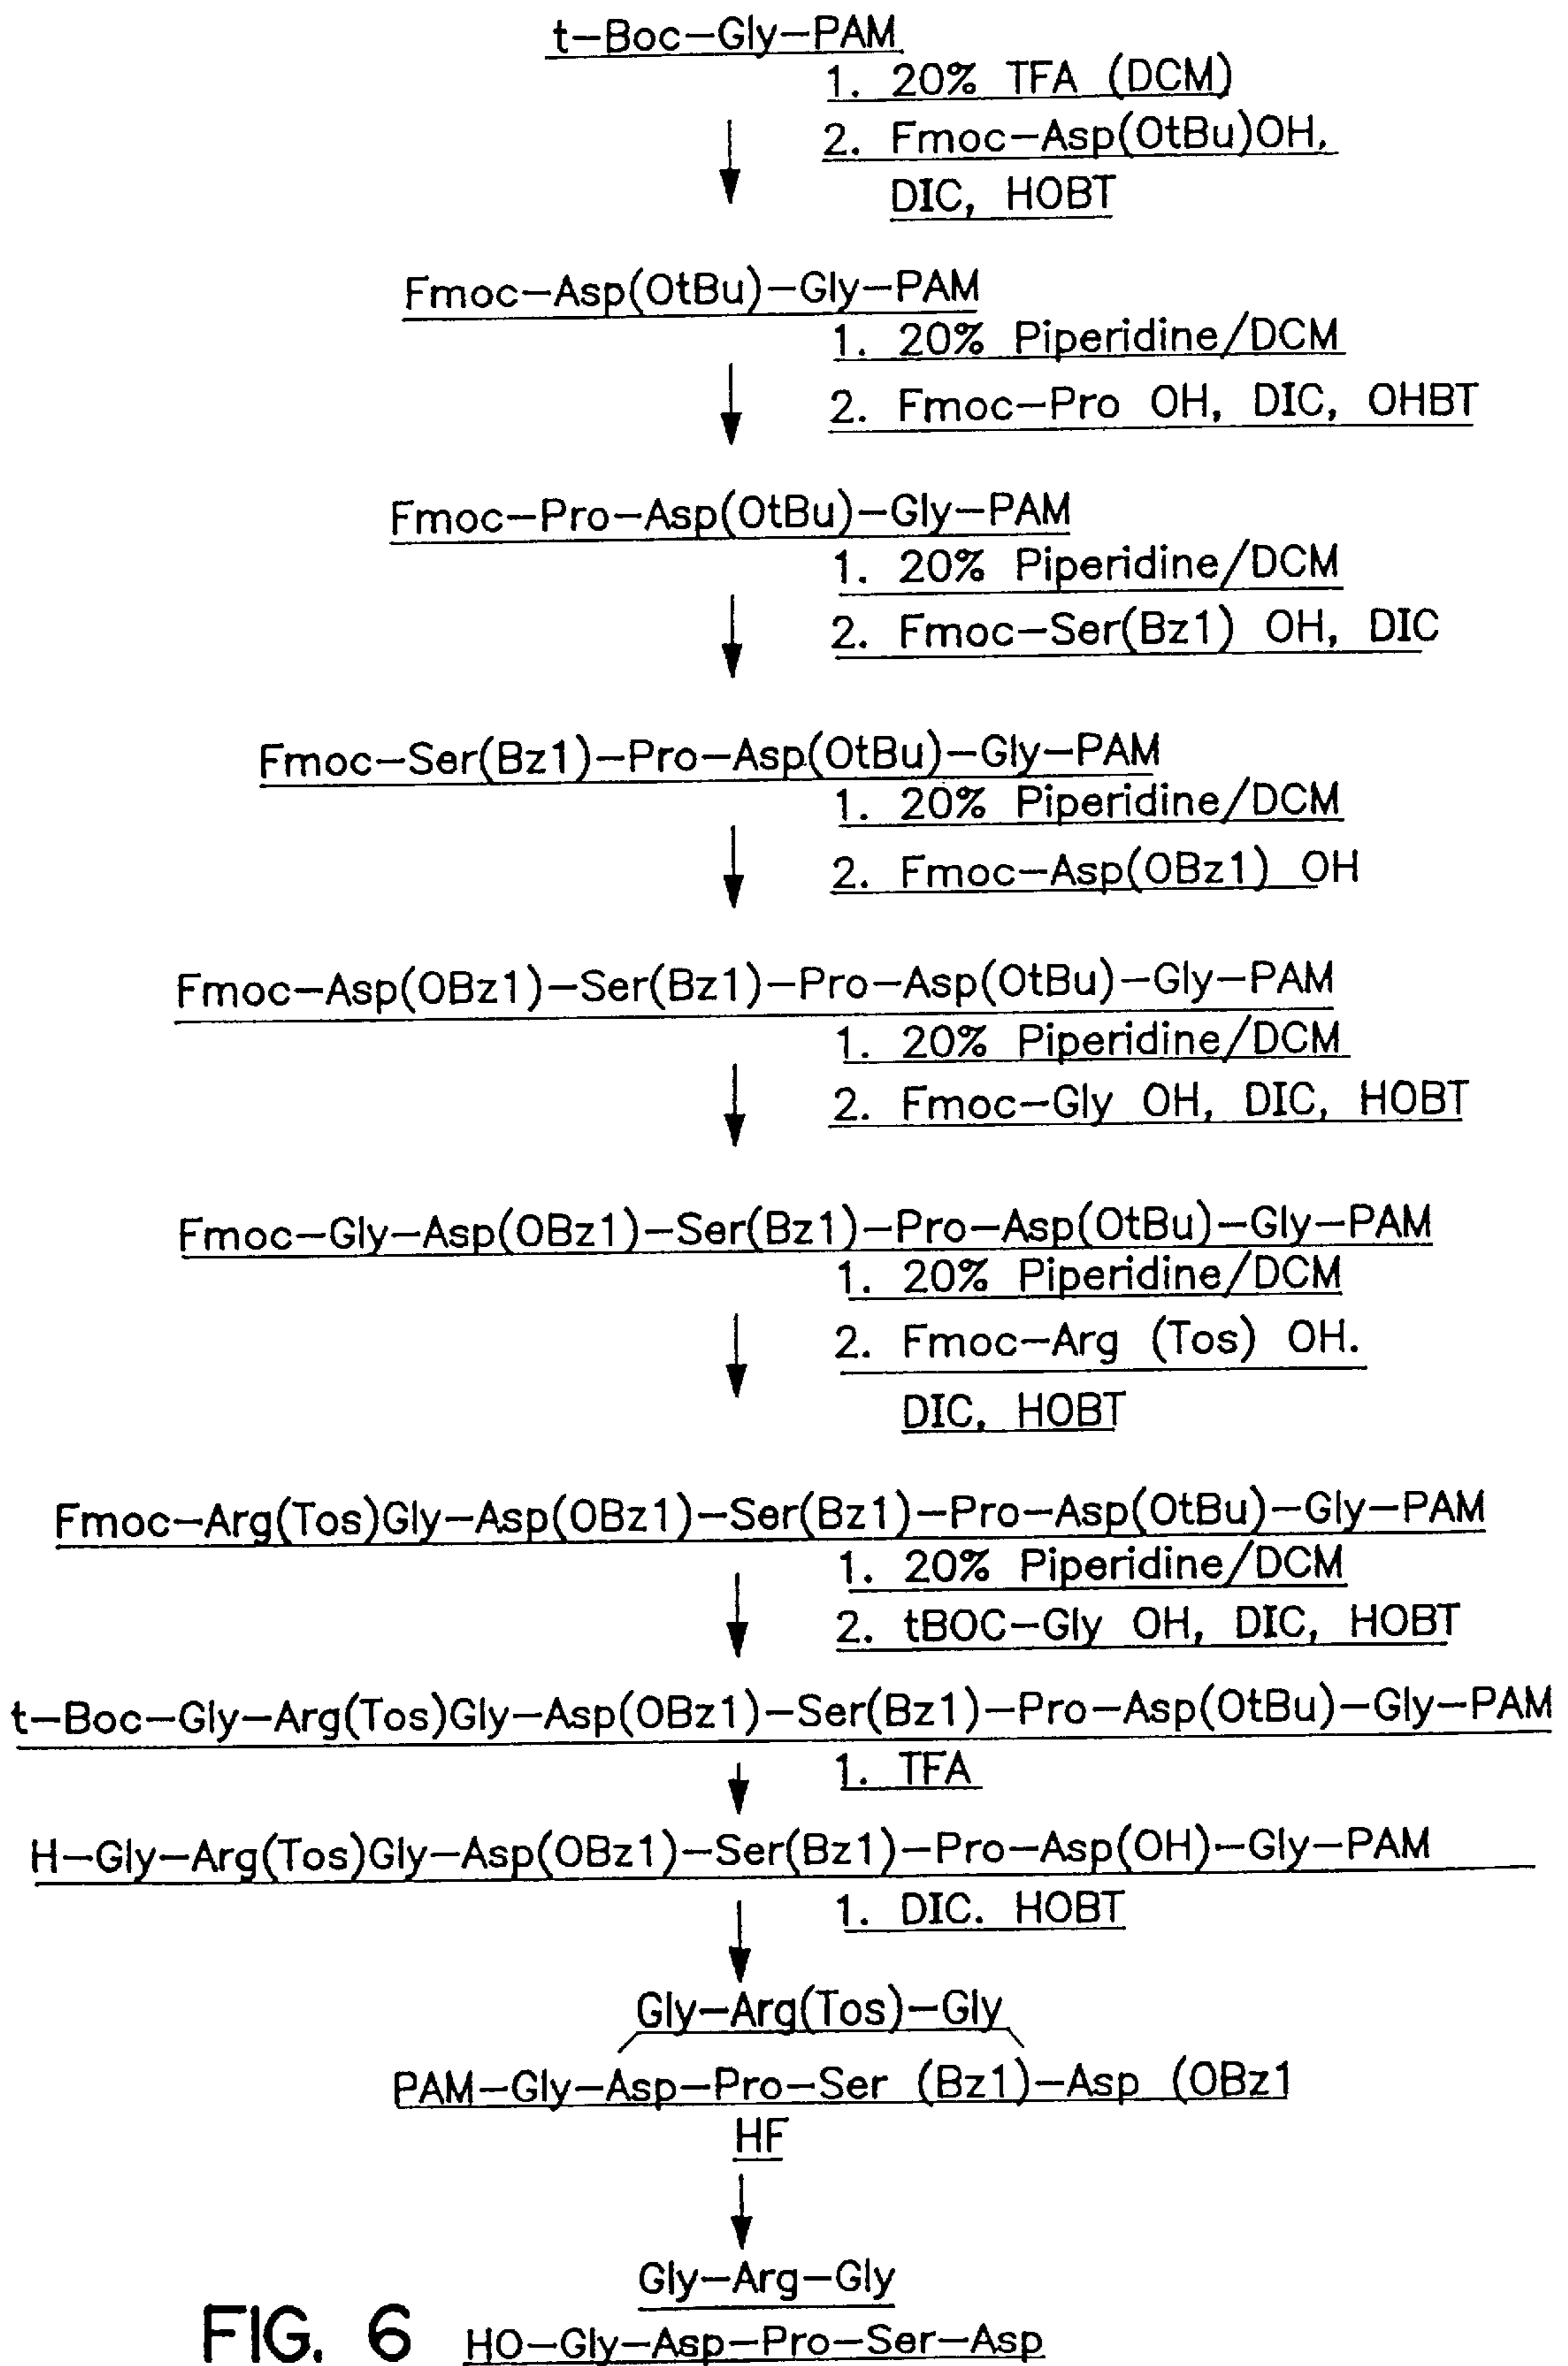 t-Boc-Gly-PAM
1. 20% TFA (DCM)
2. Fmoc-Asp(OtBu)OH,
DIC, HOBT
Fmoc-Asp(OtBu)-Gly-PAM
1. 20% Piperidine/DCM
2. Fmoc-Pro OH, DIC, OHBT
Fmoc-Pro-Asp(OtBu)-Gly-PAM
1. 20% Piperidine/DCM
2. Fmoc-Ser(Bz1) OH, DIC
Fmoc-Ser(Bz1)-Pro-Asp(OtBu)-Gly-PAM
1. 20% Piperidine/DCM
2. Fmoc-Asp(OBz1) OH
Fmoc-Asp(OBz1)-Ser(Bz1)-Pro-Asp(OtBu)-Gly-PAM
1. 20% Piperidine/DCM
2. Fmoc-Gly OH, DIC, HOBT
Fmoc-Gly-Asp(OBz1)-Ser(Bz1)-Pro-Asp(OtBu)-Gly-PAM
1. 20% Piperidine/DCM
2. Fmoc-Arg (Tos) OH.
DIC, HOBT
Fmoc-Arg(Tos)Gly-Asp(OBz1)-Ser(Bz1)-Pro-Asp(OtBu)-Gly-PAM
1. 20% Piperidine/DCM
2. tBOC-Gly OH, DIC, HOBT
t-Boc-Gly-Arg(Tos)Gly-Asp(OBz1)-Ser(Bz1)-Pro-Asp(OtBu)-Gly-PAM
1. TFA
H-Gly-Arg(Tos)Gly-Asp(OBz1)-Ser(Bz1)-Pro-Asp(OH)-Gly-PAM
1. DIC. HOBT
Gly-Arg(Tos)-Gly
PAM-Gly-Asp-Pro-Ser (Bz1)-Asp (OBz1
HF
Gly-Arg-Gly
HO-Gly-Asp-Pro-Ser-Asp
FIG. 6